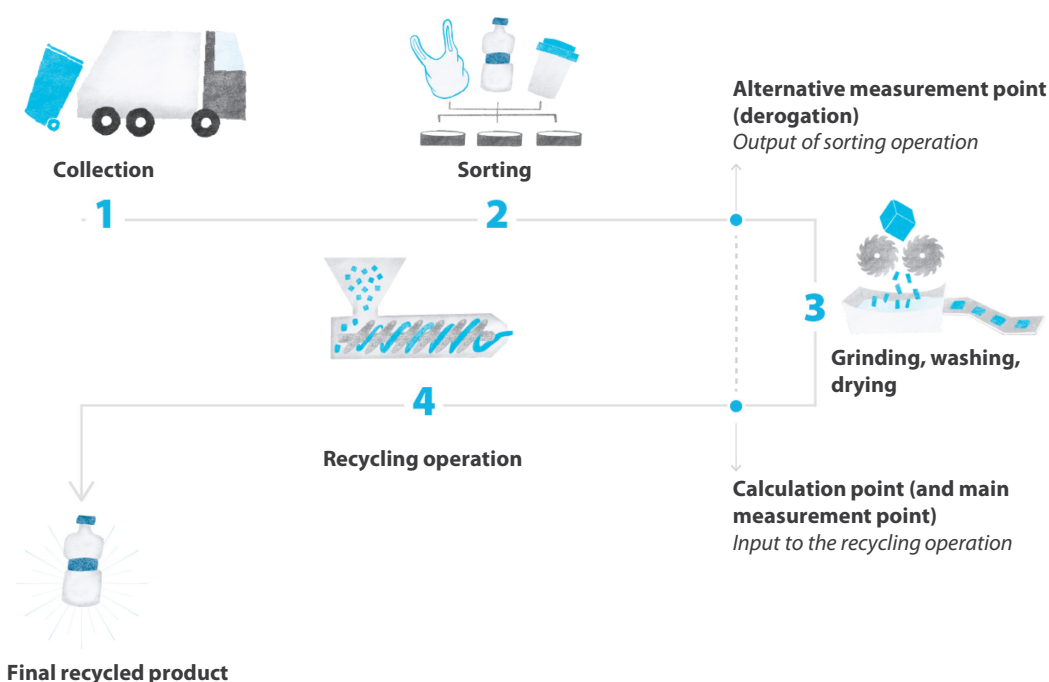 Collection
1
Sorting
2
Alternative measurement point
(derogation)
Output of sorting operation
3
Grinding, washing,
drying
4
Recycling operation
Calculation point (and main
measurement point)
Input to the recycling operation
Final recycled product